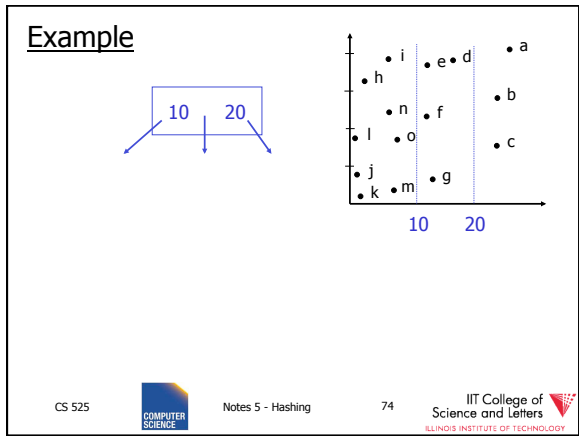 Example
10 20
a
i
e d
h
b
n f
l o
c
j
g
m
k
10 20
CS 525
COMPUTER
SCIENCE
Notes 5 - Hashing
74
IIT College of
Science and Letters
ILLINOIS INSTITUTE OF TECHNOLOGY